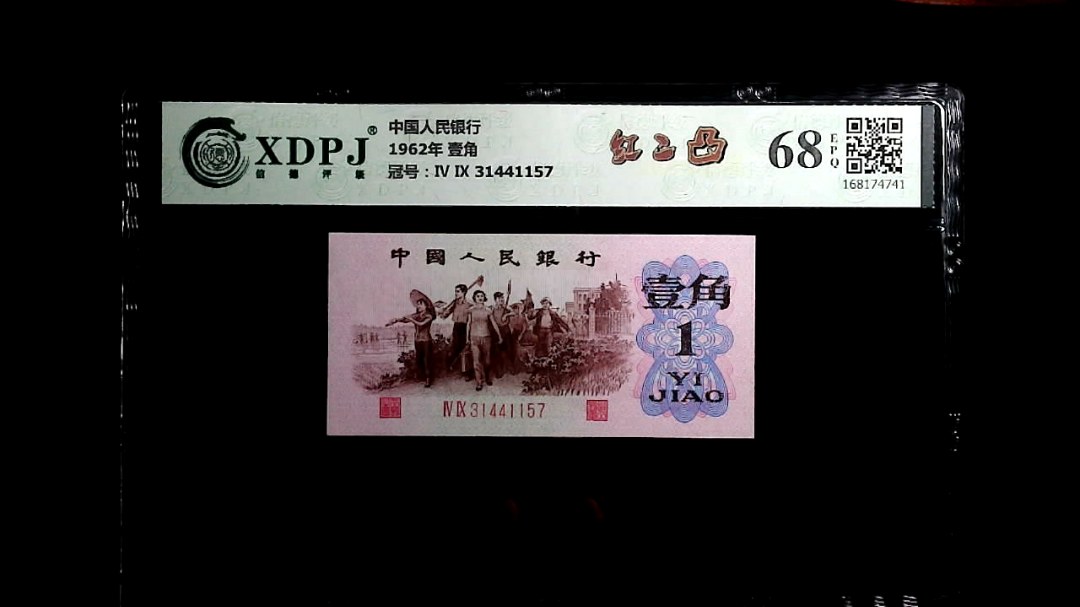 XDPJ®
信德评级
中国人民银行
1962年 壹角
冠号：Ⅳ Ⅸ 31441157
红二凸
68
EPQ
168174741
中國人民銀行
壹角
1
YI
JIAO
ⅣⅨ31441157